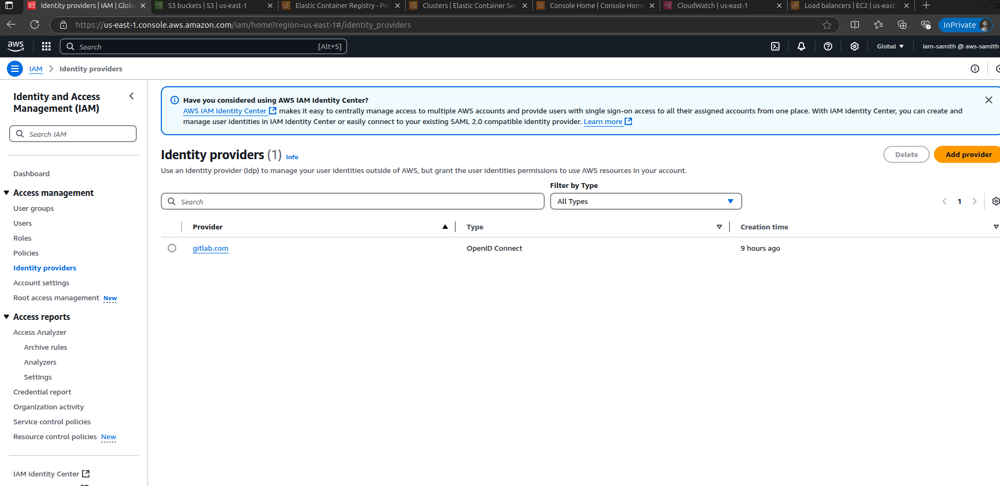 Identity providers | IAM | Globa
S3 buckets | S3 | us-east-1
Elastic Container Registry - Pri
Clusters | Elastic Container Ser
Console Home | Console Home
CloudWatch | us-east-1
Load balancers | EC2 | us-east-
https://us-east-1.console.aws.amazon.com/iam/home?region=us-east-1#/identity_providers
InPrivate
aws
Search
[Alt+S]
Global
iam-samith @ aws-samith
IAM > Identity providers
Identity and Access
Management (IAM)
Search IAM
Dashboard
Access management
User groups
Users
Roles
Policies
Identity providers
Account settings
Root access management New
Access reports
Access Analyzer
Archive rules
Analyzers
Settings
Credential report
Organization activity
Service control policies
Resource control policies New
IAM Identity Center
Have you considered using AWS IAM Identity Center?
AWS IAM Identity Center makes it easy to centrally manage access to multiple AWS accounts and provide users with single sign-on access to all their assigned accounts from one place. With IAM Identity Center, you can create and
manage user identities in IAM Identity Center or easily connect to your existing SAML 2.0 compatible identity provider. Learn more
Identity providers (1) Info
Delete
Add provider
Use an identity provider (Idp) to manage your user identities outside of AWS, but grant the user identities permissions to use AWS resources in your account.
Filter by Type
Search
All Types
1
Provider
Type
Creation time
gitlab.com
OpenID Connect
9 hours ago